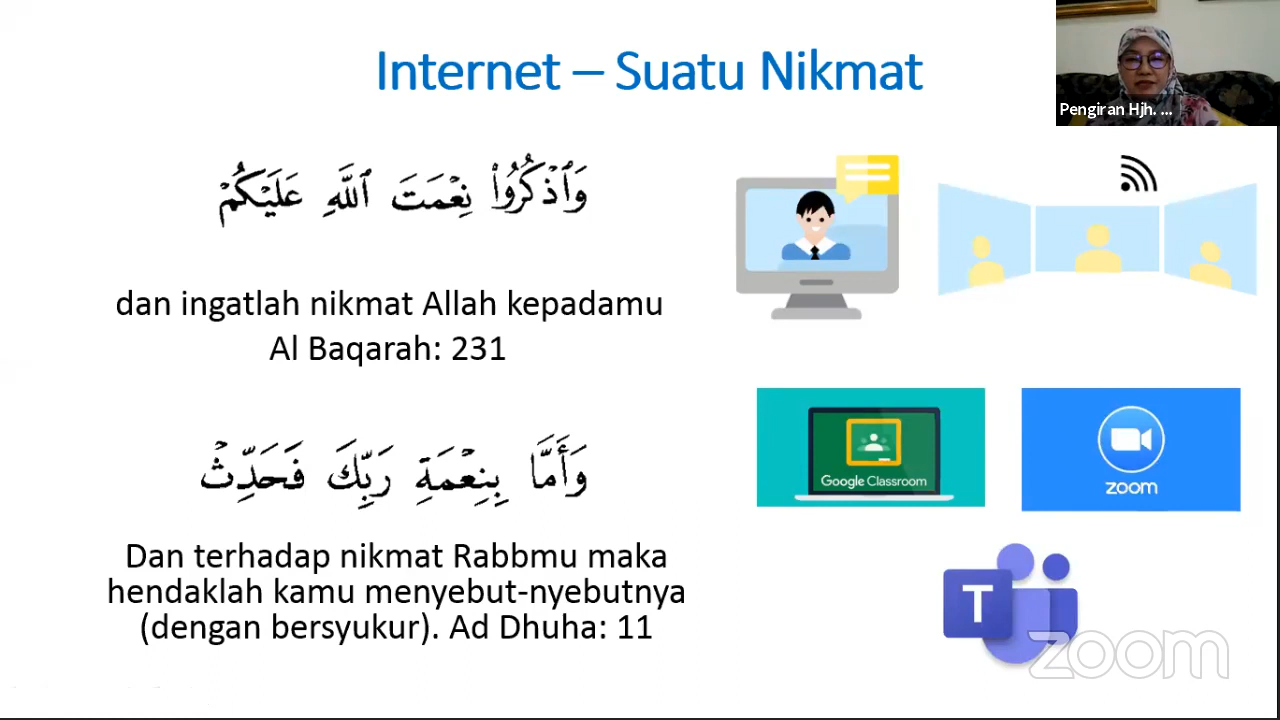 Internet – Suatu Nikmat
Pengiran Hjh. ...
وَٱذۡكُرُواْ نِعۡمَتَ ٱللَّهِ عَلَيۡكُمۡ
dan ingatlah nikmat Allah kepadamu
Al Baqarah: 231
وَأَمَّا بِنِعۡمَةِ رَبِّكَ فَحَدِّثۡ
Dan terhadap nikmat Rabbmu maka
hendaklah kamu menyebut-nyebutnya
(dengan bersyukur). Ad Dhuha: 11
Google Classroom
zoom
T
zoom